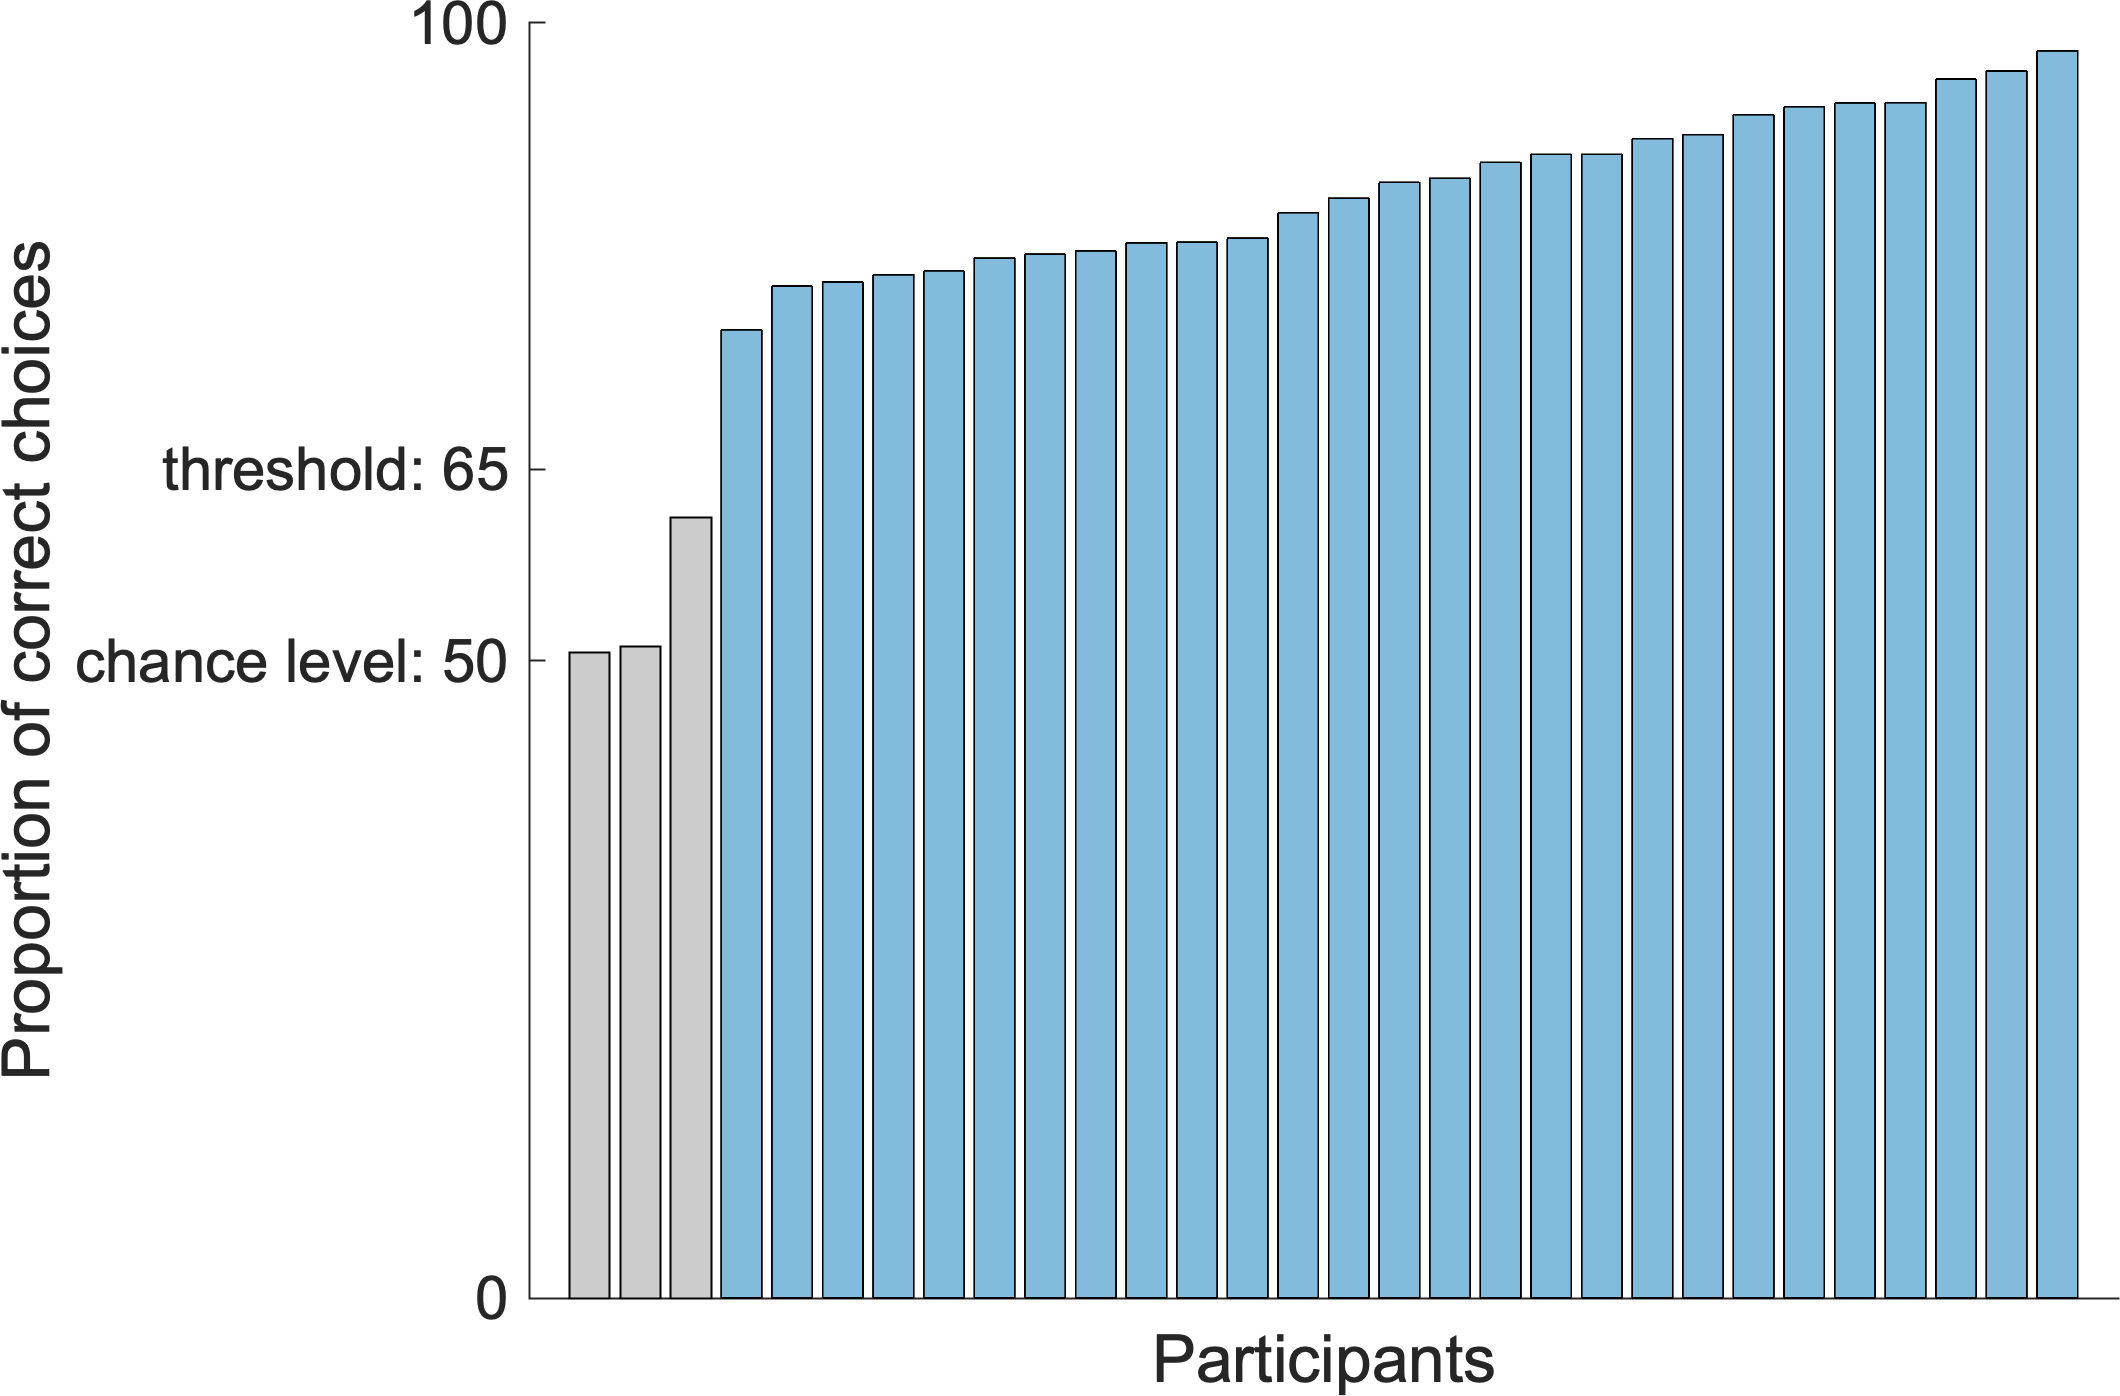 100
threshold: 65
chance level: 50
0
Proportion of correct choices
Participants